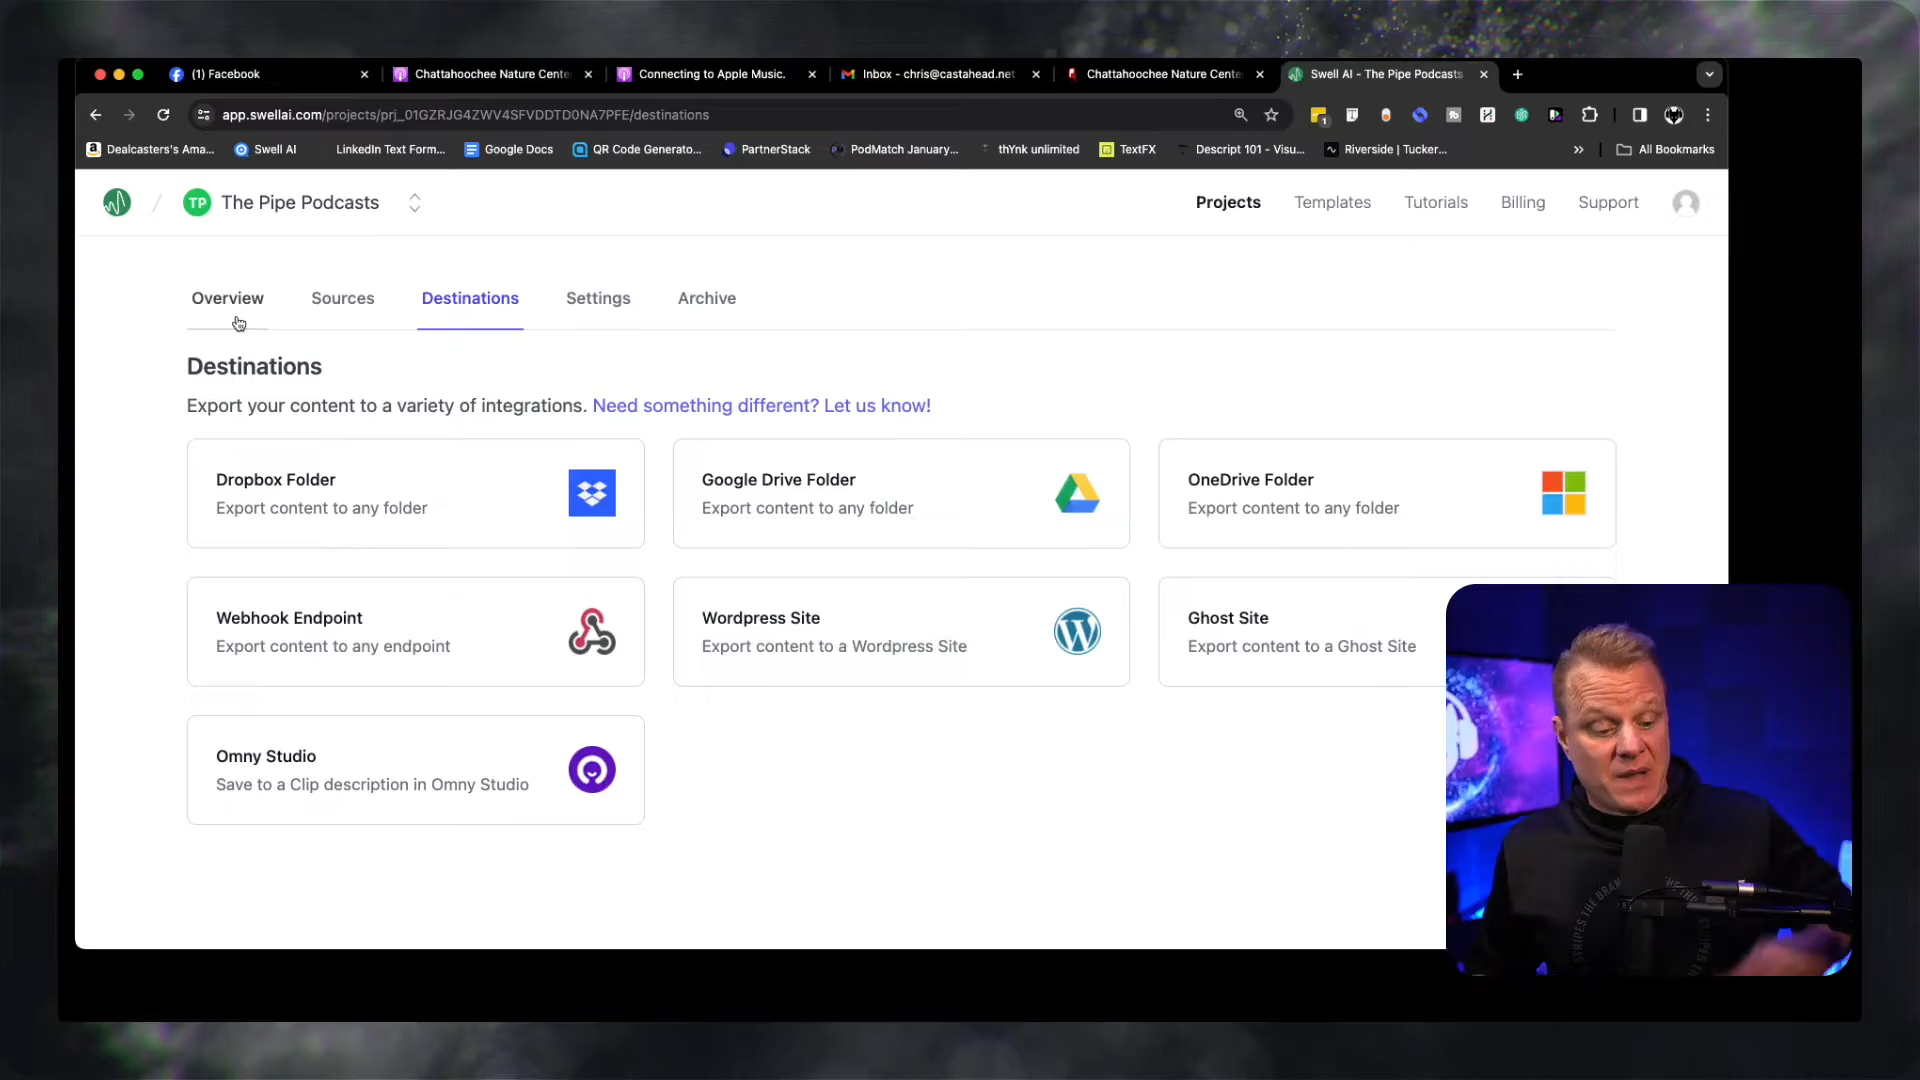 (1) Facebook
Chattahoochee Nature Cente
Connecting to Apple Music.
Inbox - chris@castahead.net
Chattahoochee Nature Cente
Swell AI - The Pipe Podcasts
app.swellai.com/projects/prj_01GZRJG4ZWV4SFVDDTD0NA7PFE/destinations
1
Dealcasters's Ama...
Swell AI
LinkedIn Text Form...
Google Docs
QR Code Generato...
PartnerStack
PodMatch January...
thYnk unlimited
TextFX
Descript 101 - Visu...
Riverside | Tucker...
»
All Bookmarks
/
TP
The Pipe Podcasts
Projects
Templates
Tutorials
Billing
Support
Overview
Sources
Destinations
Settings
Archive
Destinations
Export your content to a variety of integrations. Need something different? Let us know!
Dropbox Folder
Export content to any folder
Google Drive Folder
Export content to any folder
OneDrive Folder
Export content to any folder
Webhook Endpoint
Export content to any endpoint
Wordpress Site
Export content to a Wordpress Site
Ghost Site
Export content to a Ghost Site
Omny Studio
Save to a Clip description in Omny Studio